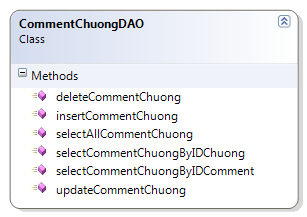 CommentChuongDAO
Class
Methods
deleteCommentChuong
insertCommentChuong
selectAllCommentChuong
selectCommentChuongByIDChuong
selectCommentChuongByIDComment
updateCommentChuong